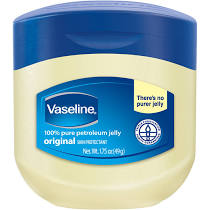 Vaseline®
There's no
purer jelly
100% pure petroleum jelly
original SKIN PROTECTANT
Net. Wt. 1.75 oz (49g)